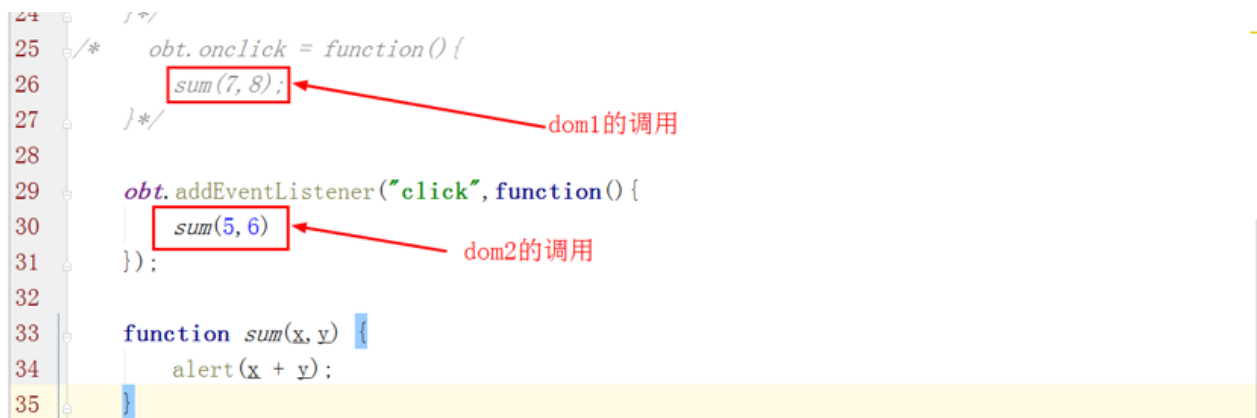 24 }*/
25 /* obt.onclick = function(){
26 sum(7,8);
27 }*/
dom1的调用
28
29 obt.addEventListener("click",function(){
30 sum(5,6)
dom2的调用
31 });
32
33 function sum(x,y) {
34 alert(x + y);
35 }